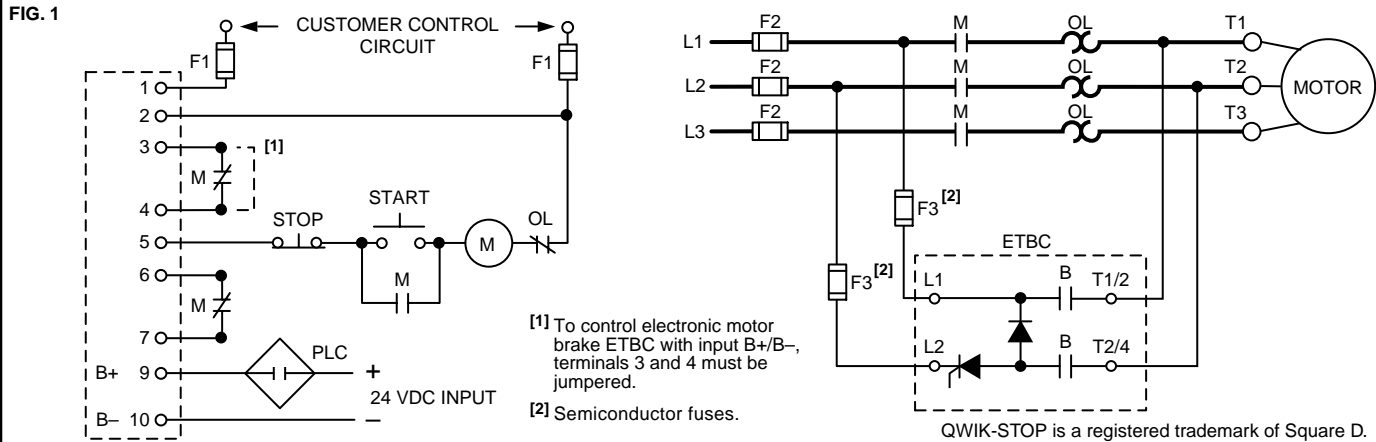 FIG. 1
CUSTOMER CONTROL
CIRCUIT
F1
F1
1
2
3
[1]
M
4
5
STOP
START
M
OL
M
6
M
7
B+ 9
PLC
+
24 VDC INPUT
B– 10
–
[1] To control electronic motor
brake ETBC with input B+/B–,
terminals 3 and 4 must be
jumpered.
[2] Semiconductor fuses.
L1
F2
M
OL
T1
L2
F2
M
OL
T2
MOTOR
L3
F2
M
OL
T3
F3 [2]
F3 [2]
ETBC
L1
B
T1/2
L2
B
T2/4
QWIK-STOP is a registered trademark of Square D.